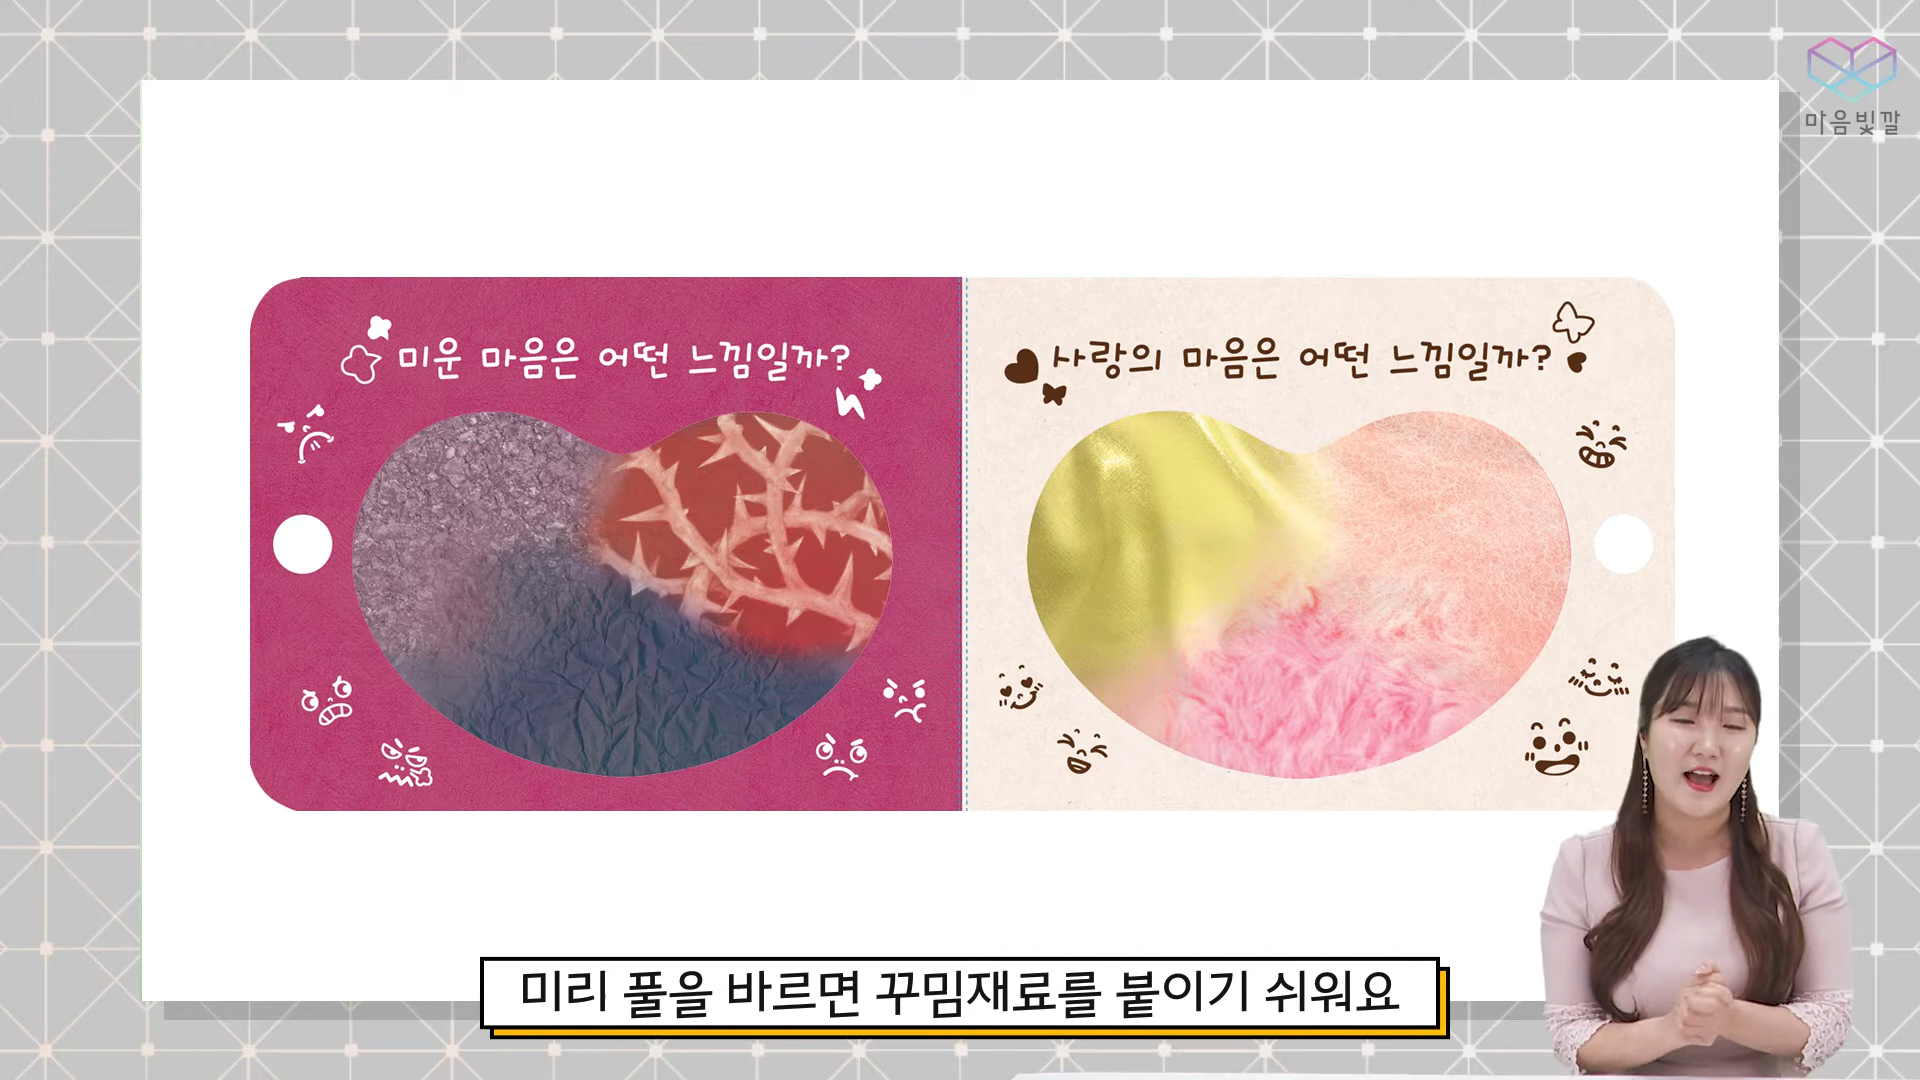 마음빛깔
미운 마음은 어떤 느낌일까?
사랑의 마음은 어떤 느낌일까?
미리 풀을 바르면 꾸밈재료를 붙이기 쉬워요